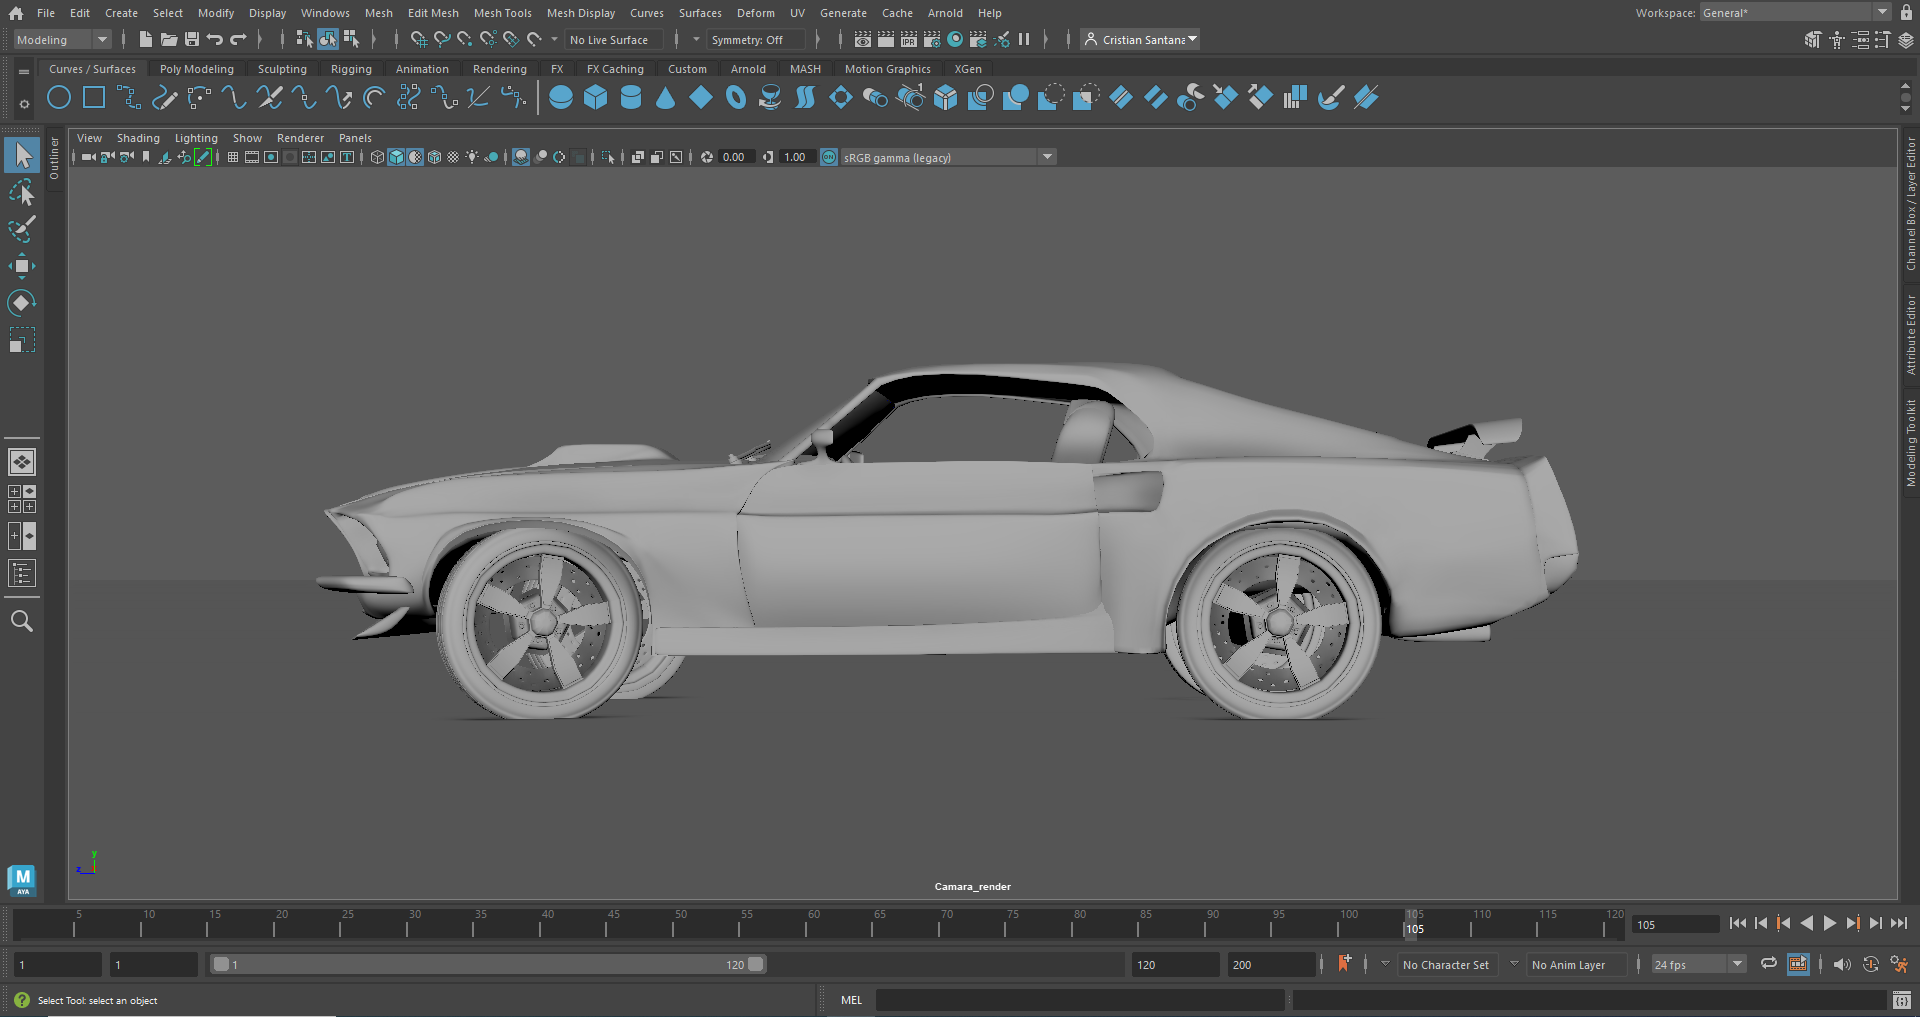 File Edit Create Select Modify Display Windows Mesh Edit Mesh Mesh Tools Mesh Display Curves Surfaces Deform UV Generate Cache Arnold Help Workspace: General*
Modeling No Live Surface Symmetry: Off IPR Cristian Santana
Curves / Surfaces Poly Modeling Sculpting Rigging Animation Rendering FX FX Caching Custom Arnold MASH Motion Graphics XGen
View Shading Lighting Show Renderer Panels
0.00 1.00 ON sRGB gamma (legacy)
Outliner
Channel Box / Layer Editor
Attribute Editor
Modeling Toolkit
y
z
M
AYA
Camara_render
5 10 15 20 25 30 35 40 45 50 55 60 65 70 75 80 85 90 95 100 105 110 115 120
105
105
1 1 1 120 120 200 No Character Set No Anim Layer 24 fps
? Select Tool: select an object MEL